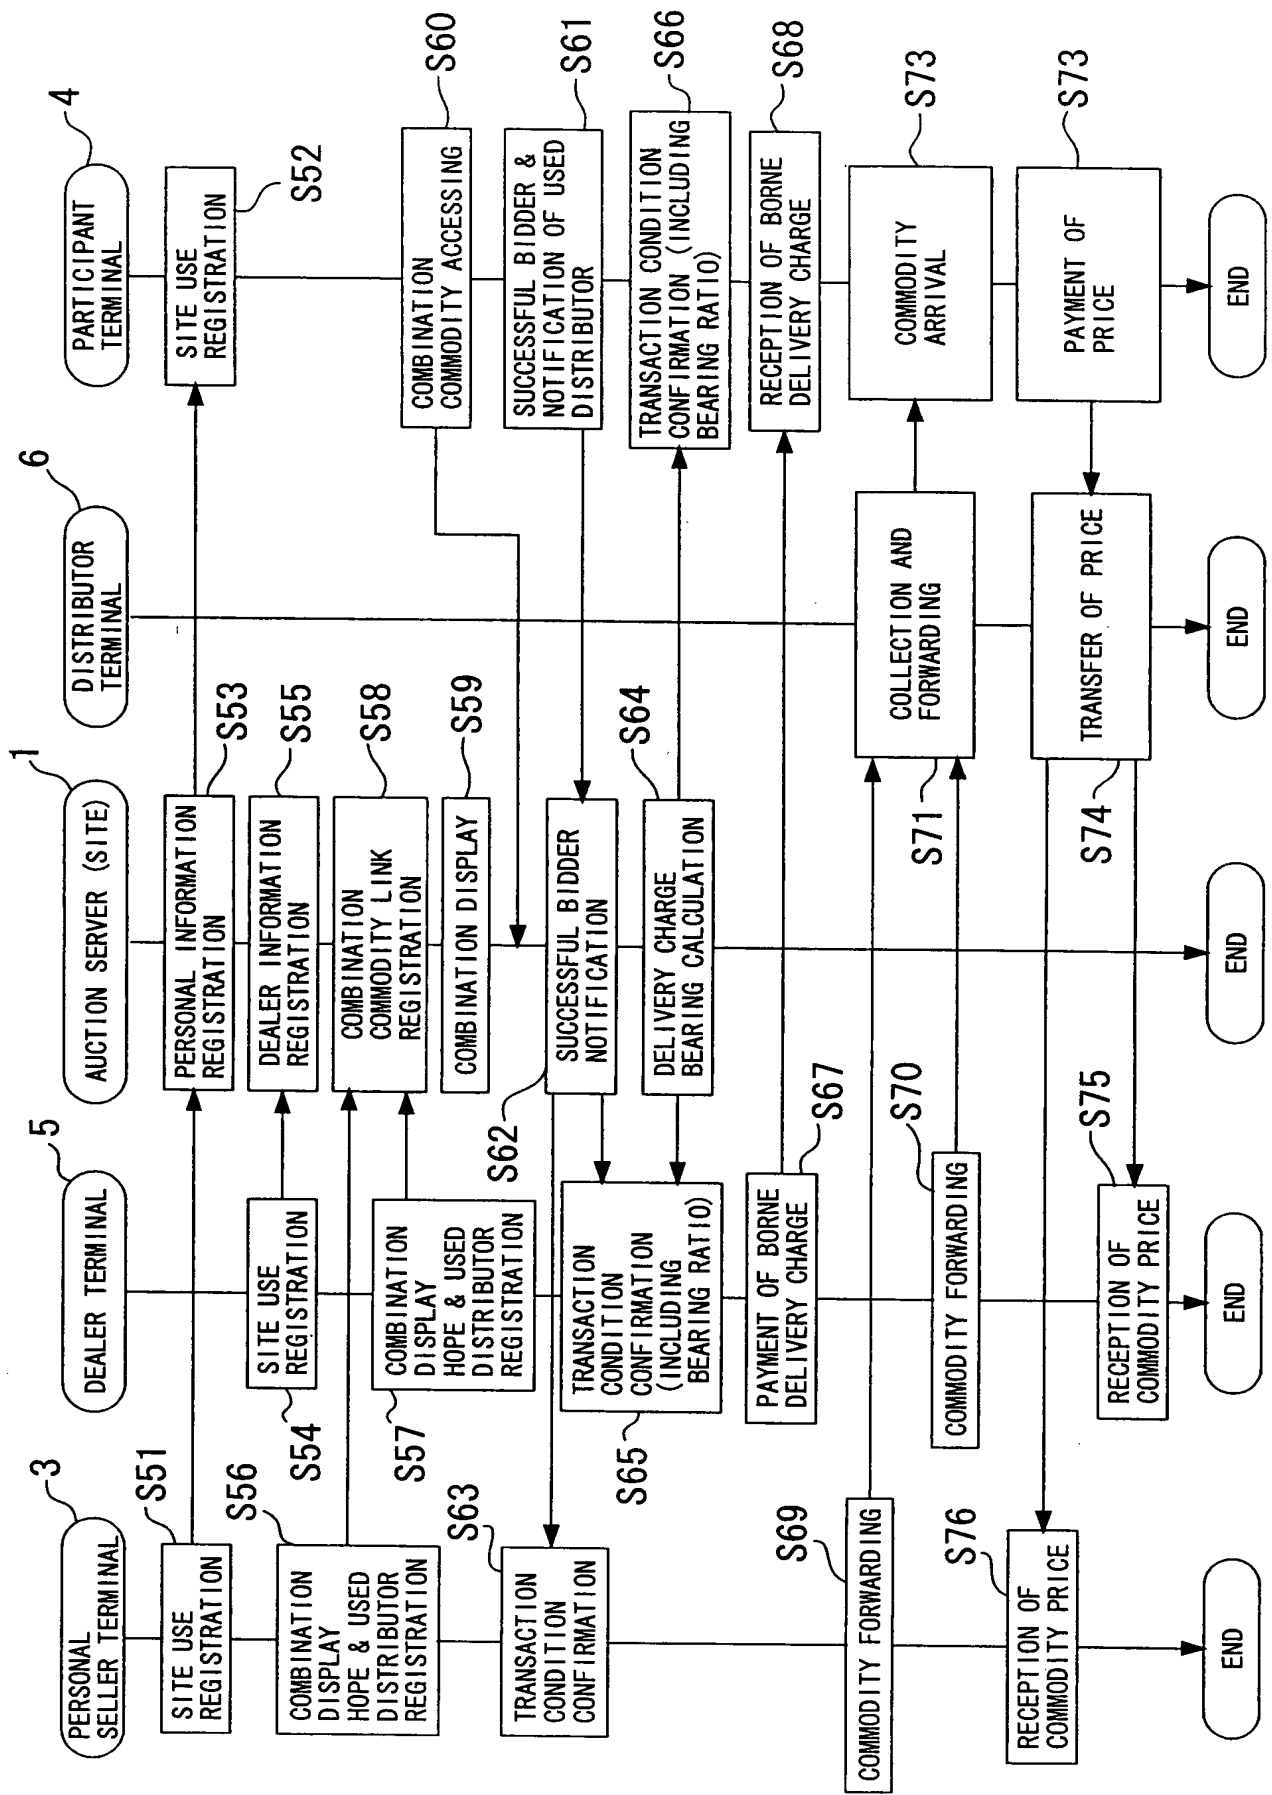 PERSONAL
SELLER TERMINAL
3
DEALER TERMINAL
5
AUCTION SERVER (SITE)
1
DISTRIBUTOR
TERMINAL
6
PARTICIPANT
TERMINAL
4
SITE USE
REGISTRATION
S51
PERSONAL INFORMATION
REGISTRATION
S53
SITE USE
REGISTRATION
S52
SITE USE
REGISTRATION
S54
DEALER INFORMATION
REGISTRATION
S55
COMBINATION
DISPLAY
HOPE & USED
DISTRIBUTOR
REGISTRATION
S56
COMBINATION
DISPLAY
HOPE & USED
DISTRIBUTOR
REGISTRATION
S57
COMBINATION
COMMODITY LINK
REGISTRATION
S58
COMBINATION DISPLAY
S59
COMBINATION
COMMODITY ACCESSING
S60
SUCCESSFUL BIDDER &
NOTIFICATION OF USED
DISTRIBUTOR
S61
SUCCESSFUL BIDDER
NOTIFICATION
S62
TRANSACTION
CONDITION
CONFIRMATION
S63
DELIVERY CHARGE
BEARING CALCULATION
S64
TRANSACTION
CONDITION
CONFIRMATION
(INCLUDING
BEARING RATIO)
S65
TRANSACTION CONDITION
CONFIRMATION (INCLUDING
BEARING RATIO)
S66
PAYMENT OF BORNE
DELIVERY CHARGE
S67
RECEPTION OF BORNE
DELIVERY CHARGE
S68
COMMODITY FORWARDING
S69
COMMODITY FORWARDING
S70
COLLECTION AND
FORWARDING
S71
COMMODITY
ARRIVAL
S73
PAYMENT OF
PRICE
S73
TRANSFER OF PRICE
S74
RECEPTION OF
COMMODITY PRICE
S75
RECEPTION OF
COMMODITY PRICE
S76
END
END
END
END
END